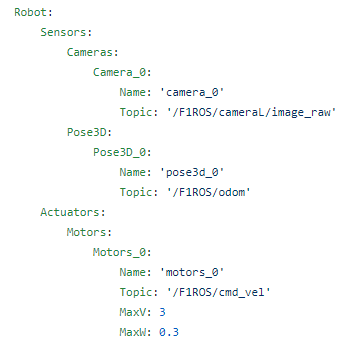 Robot:
    Sensors:
        Cameras:
            Camera_0:
                Name: 'camera_0'
                Topic: '/F1ROS/cameraL/image_raw'
        Pose3D:
            Pose3D_0:
                Name: 'pose3d_0'
                Topic: '/F1ROS/odom'
    Actuators:
        Motors:
            Motors_0:
                Name: 'motors_0'
                Topic: '/F1ROS/cmd_vel'
                MaxV: 3
                MaxW: 0.3